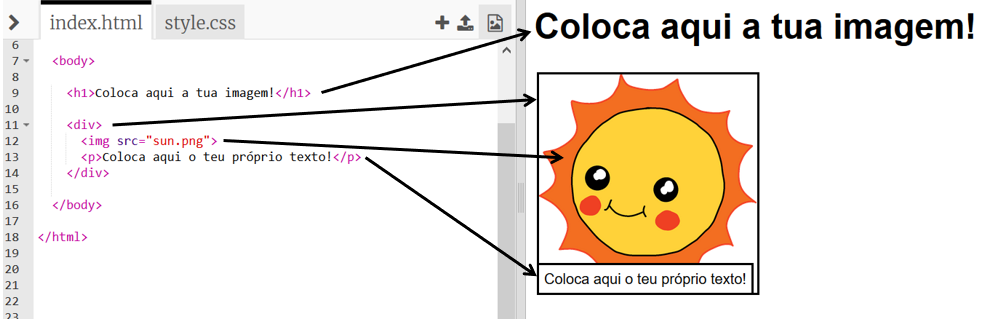 index.html
style.css
6
7 <body>
8
9 <h1>Coloca aqui a tua imagem!</h1>
10
11 <div>
12 <img src="sun.png">
13 <p>Coloca aqui o teu próprio texto!</p>
14 </div>
15
16 </body>
17
18 </html>
19
20
21
22
23
Coloca aqui a tua imagem!
Coloca aqui o teu próprio texto!